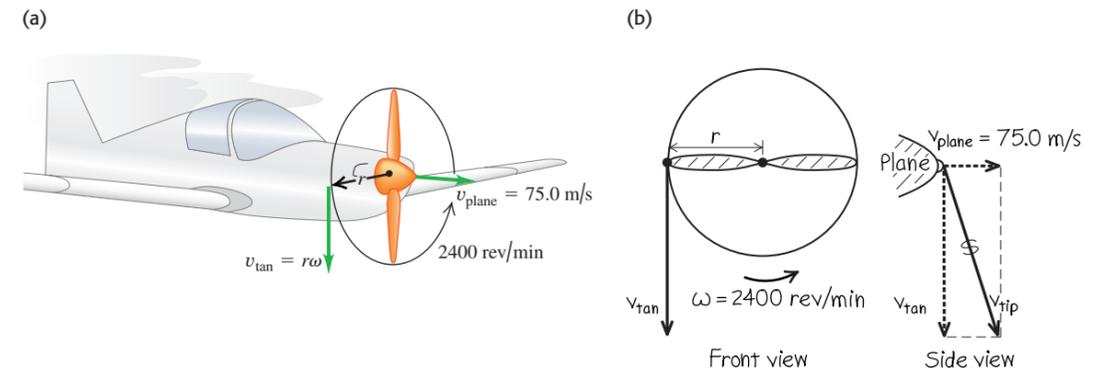 (a)
r
v_plane = 75.0 m/s
2400 rev/min
v_tan = rω
(b)
r
v_tan
ω = 2400 rev/min
Front view
v_plane = 75.0 m/s
Plane
v_tan
v_tip
Side view